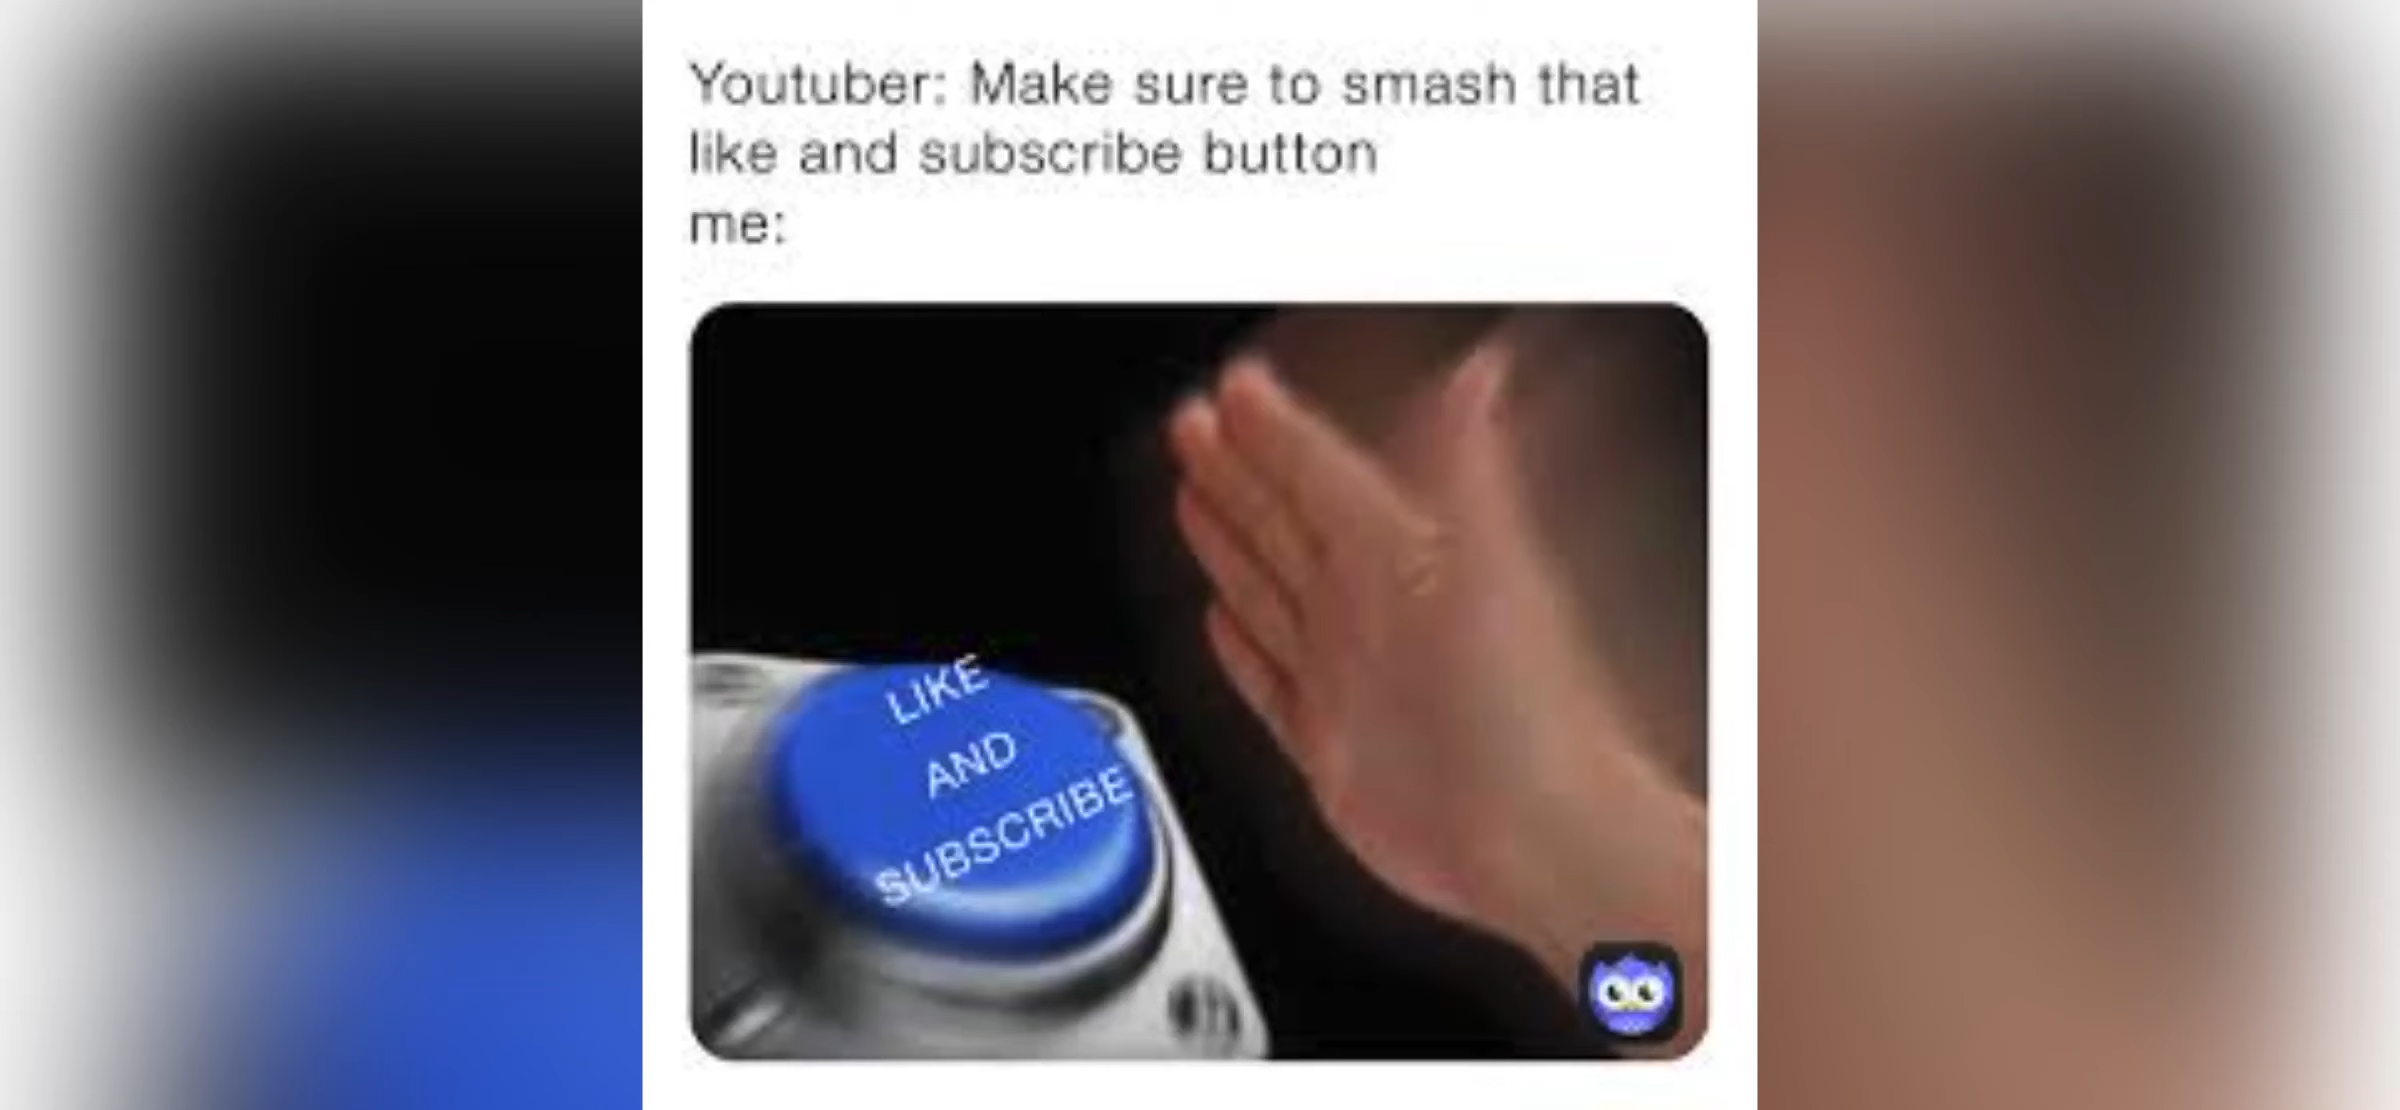 Youtuber: Make sure to smash that
like and subscribe button
me:
LIKE
AND
SUBSCRIBE